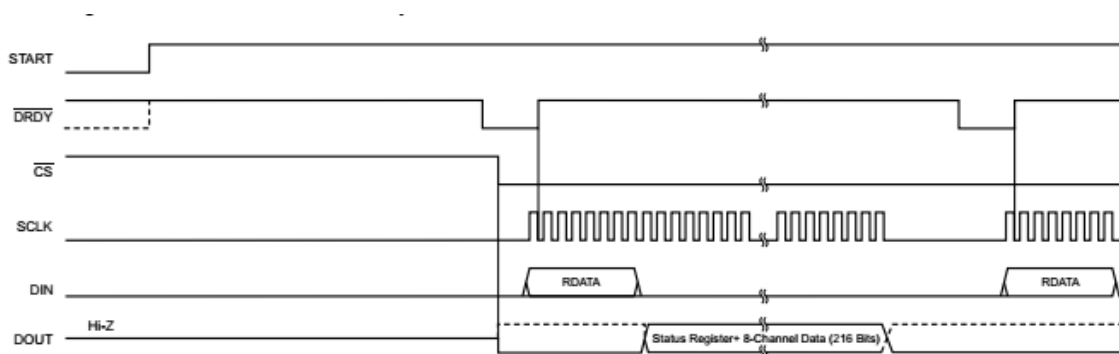 START
DRDY
CS
SCLK
DIN
RDATA
RDATA
Hi-Z
DOUT
Status Register+ 8-Channel Data (216 Bits)